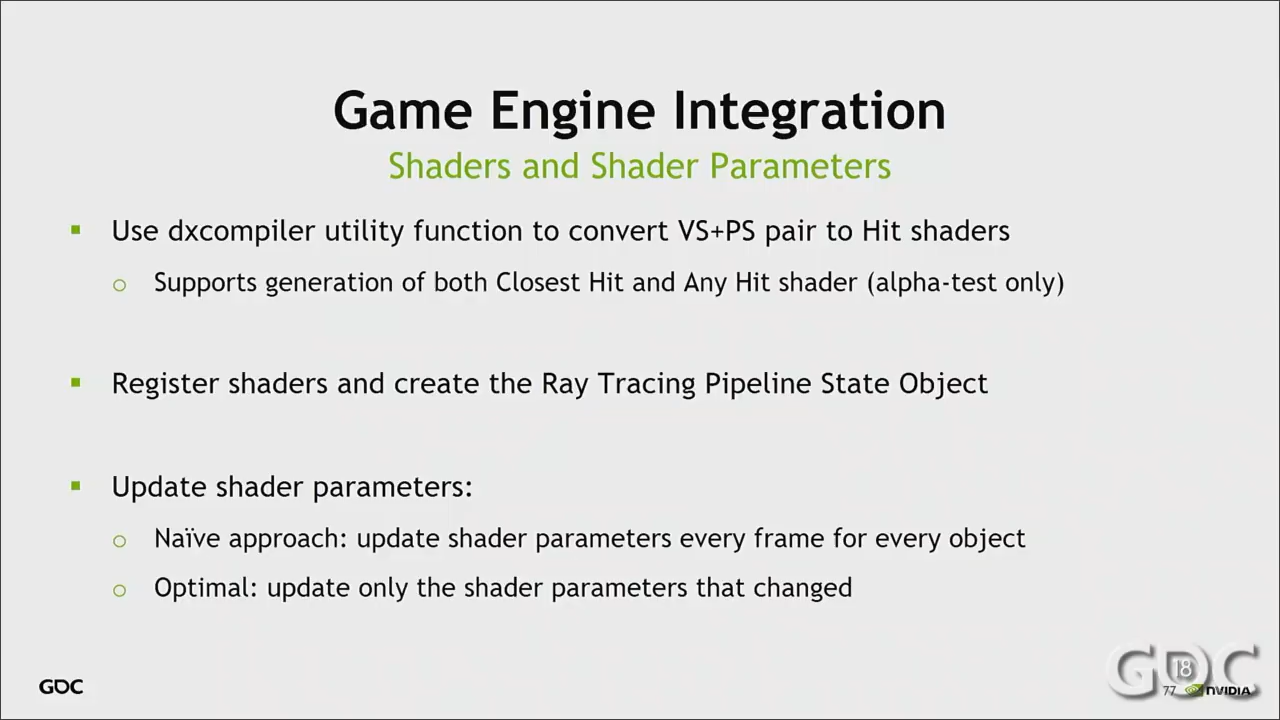 Game Engine Integration
Shaders and Shader Parameters
Use dxcompiler utility function to convert VS+PS pair to Hit shaders
Supports generation of both Closest Hit and Any Hit shader (alpha-test only)
Register shaders and create the Ray Tracing Pipeline State Object
Update shader parameters:
Naïve approach: update shader parameters every frame for every object
Optimal: update only the shader parameters that changed
GDC
GDC
18
77
NVIDIA